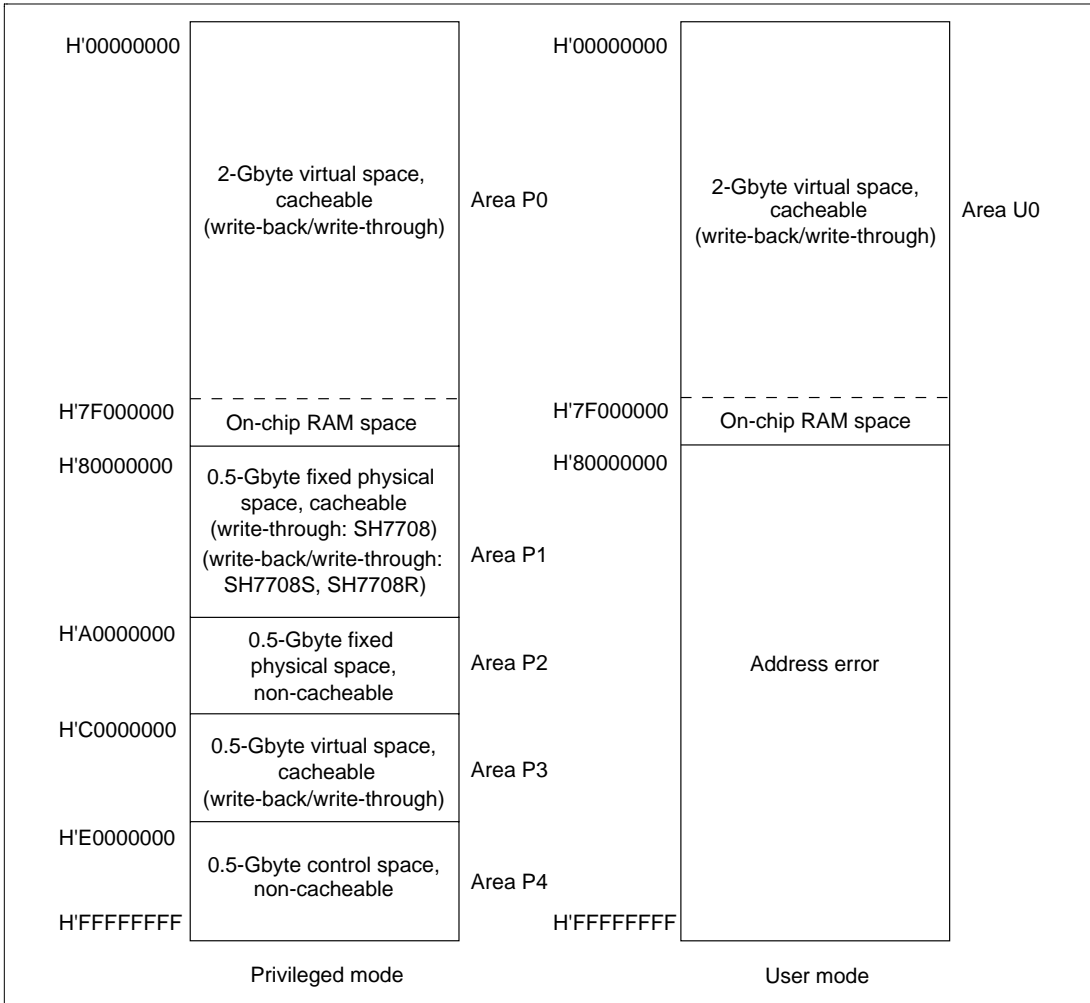 H'00000000
2-Gbyte virtual space,
cacheable
(write-back/write-through)
Area P0
H'7F000000
On-chip RAM space
H'80000000
0.5-Gbyte fixed physical
space, cacheable
(write-through: SH7708)
(write-back/write-through:
SH7708S, SH7708R)
Area P1
H'A0000000
0.5-Gbyte fixed
physical space,
non-cacheable
Area P2
H'C0000000
0.5-Gbyte virtual space,
cacheable
(write-back/write-through)
Area P3
H'E0000000
0.5-Gbyte control space,
non-cacheable
Area P4
H'FFFFFFFF
Privileged mode
H'00000000
2-Gbyte virtual space,
cacheable
(write-back/write-through)
Area U0
H'7F000000
On-chip RAM space
H'80000000
Address error
H'FFFFFFFF
User mode